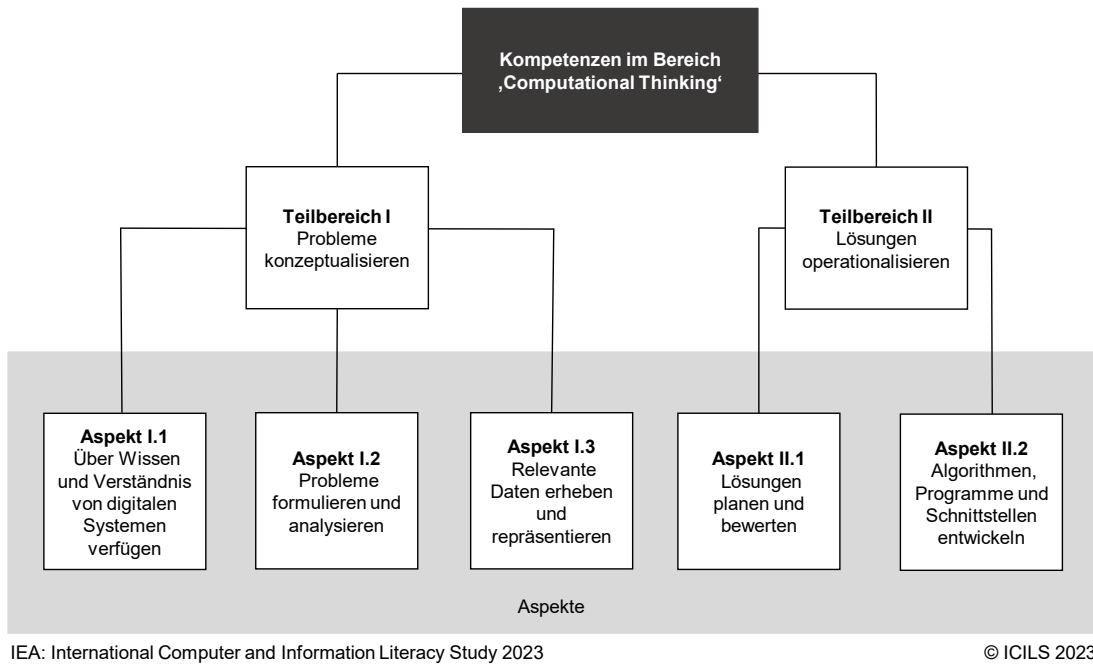 Kompetenzen im Bereich
‚Computational Thinking‘
Teilbereich I
Probleme
konzeptualisieren
Teilbereich II
Lösungen
operationalisieren
Aspekt I.1
Über Wissen
und Verständnis
von digitalen
Systemen
verfügen
Aspekt I.2
Probleme
formulieren und
analysieren
Aspekt I.3
Relevante
Daten erheben
und
repräsentieren
Aspekt II.1
Lösungen
planen und
bewerten
Aspekt II.2
Algorithmen,
Programme und
Schnittstellen
entwickeln
Aspekte
IEA: International Computer and Information Literacy Study 2023
© ICILS 2023